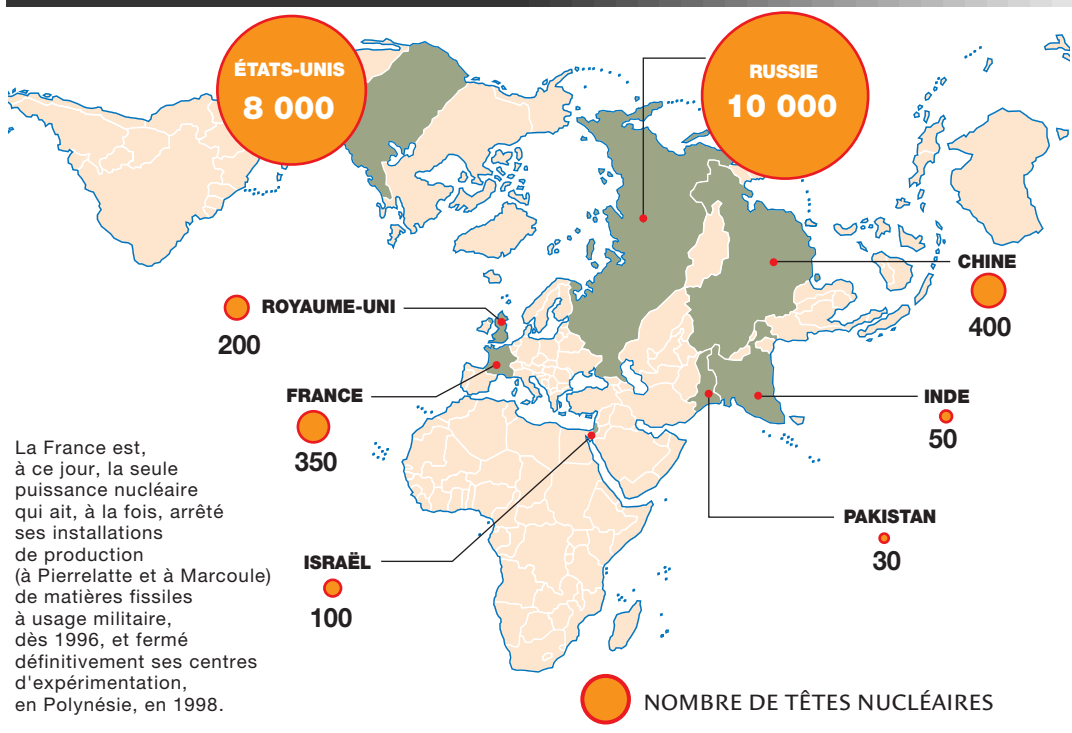 ÉTATS-UNIS
8 000
RUSSIE
10 000
CHINE
400
ROYAUME-UNI
200
FRANCE
350
INDE
50
La France est,
à ce jour, la seule
puissance nucléaire
qui ait, à la fois, arrêté
ses installations
de production
(à Pierrelatte et à Marcoule)
de matières fissiles
à usage militaire,
dès 1996, et fermé
définitivement ses centres
d'expérimentation,
en Polynésie, en 1998.
PAKISTAN
30
ISRAËL
100
NOMBRE DE TÊTES NUCLÉAIRES